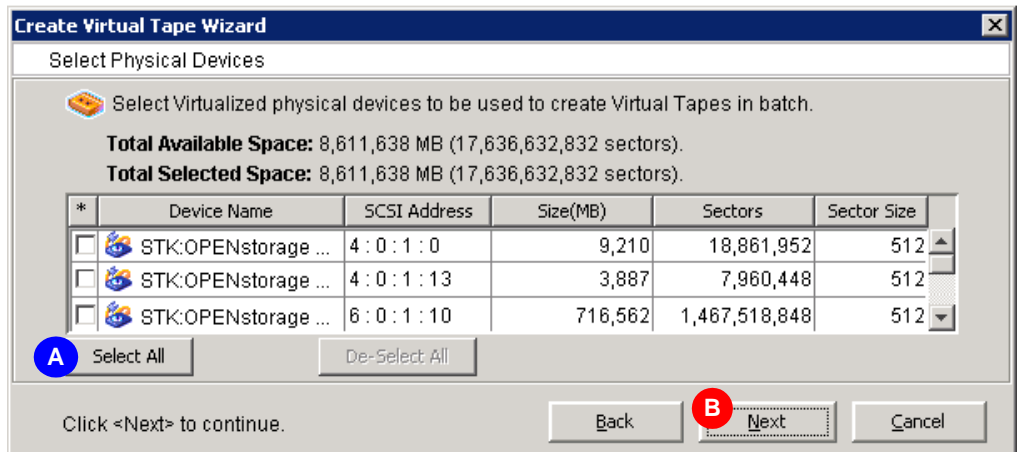 Create Virtual Tape Wizard
Select Physical Devices
Select Virtualized physical devices to be used to create Virtual Tapes in batch.
Total Available Space: 8,611,638 MB (17,636,632,832 sectors).
Total Selected Space: 8,611,638 MB (17,636,632,832 sectors).
* Device Name SCSI Address Size(MB) Sectors Sector Size
STK:OPENstorage ... 4 : 0 : 1 : 0 9,210 18,861,952 512
STK:OPENstorage ... 4 : 0 : 1 : 13 3,887 7,960,448 512
STK:OPENstorage ... 6 : 0 : 1 : 10 716,562 1,467,518,848 512
A Select All De-Select All
Click <Next> to continue. Back B Next Cancel